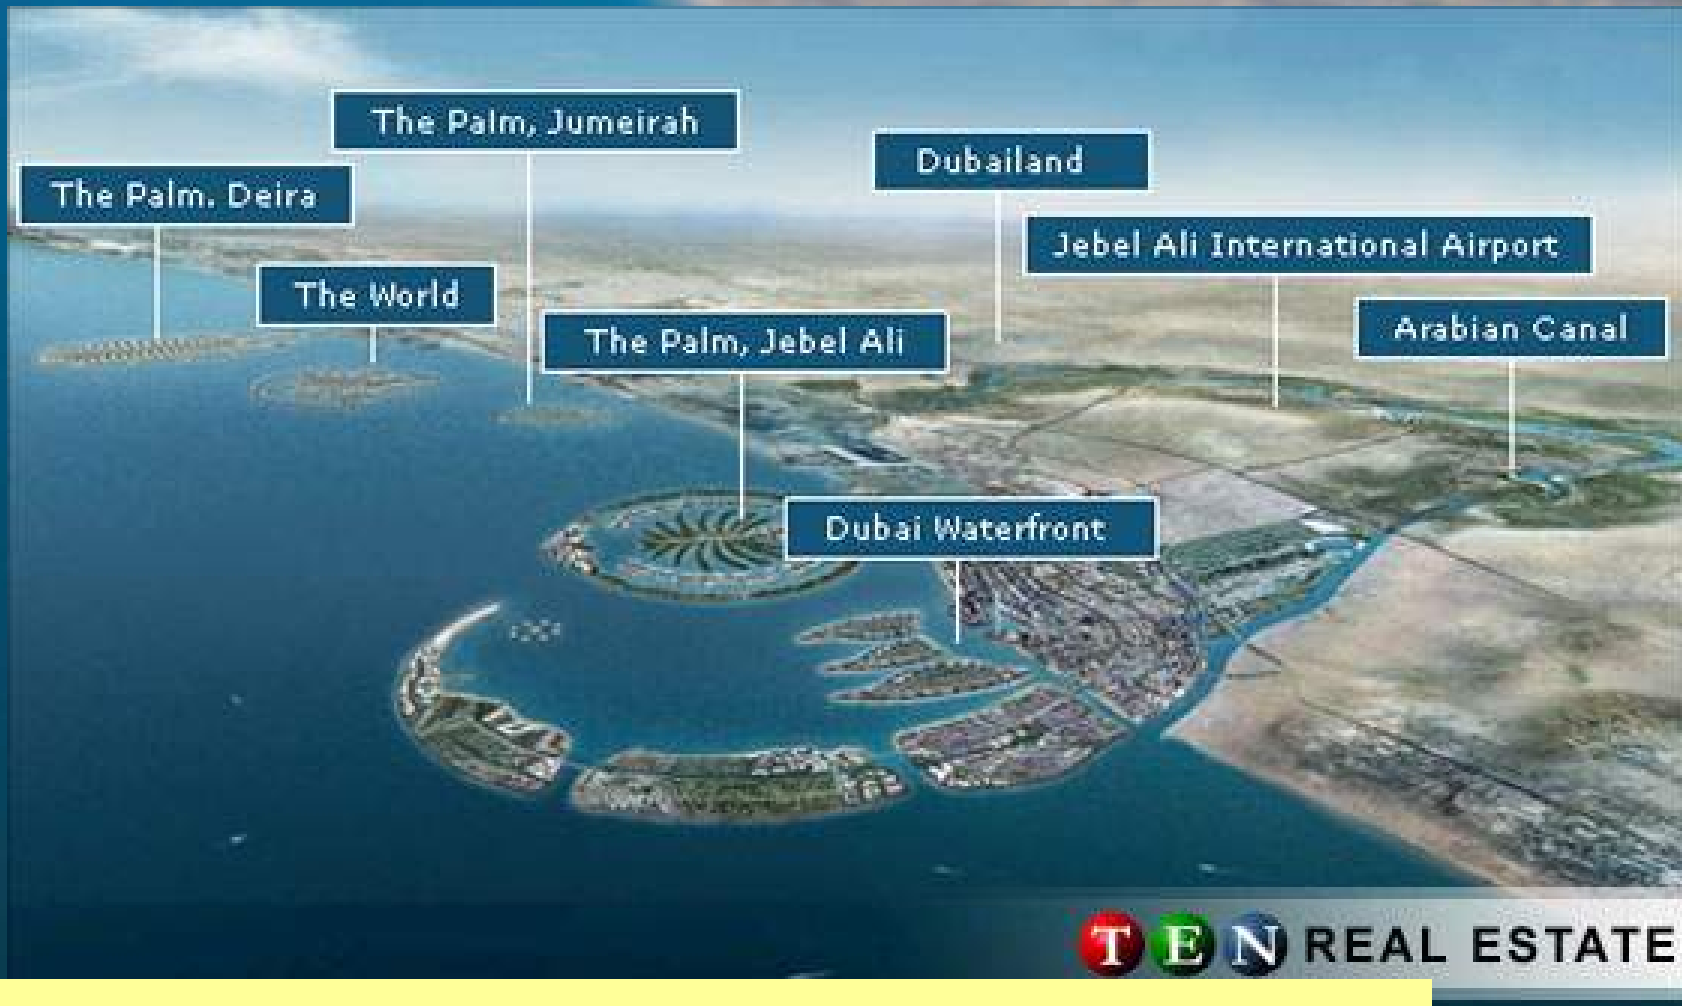 The Palm, Jumeirah
Dubailand
The Palm. Deira
Jebel Ali International Airport
The World
Arabian Canal
The Palm, Jebel Ali
Dubai Waterfront
TEN REAL ESTATE